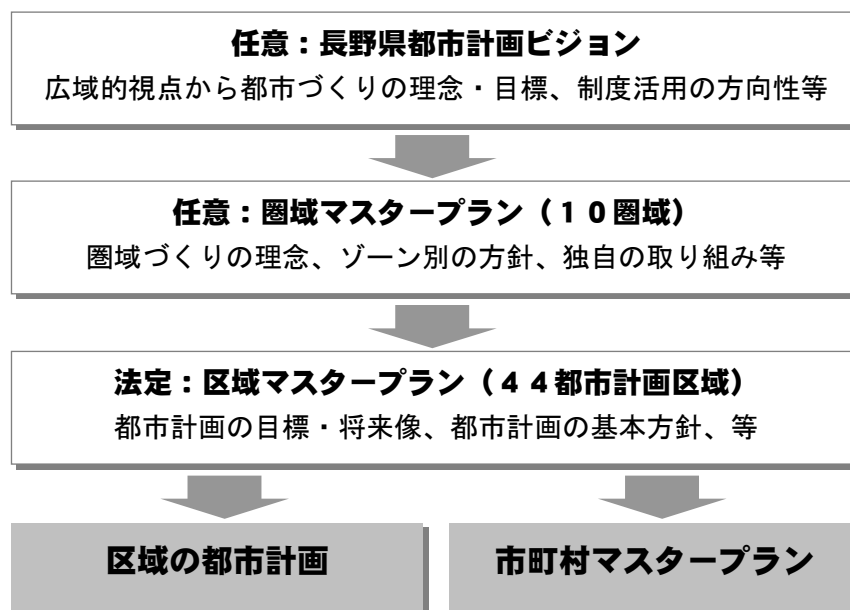 任意：長野県都市計画ビジョン
広域的視点から都市づくりの理念・目標、制度活用の方向性等
任意：圏域マスタープラン（１０圏域）
圏域づくりの理念、ゾーン別の方針、独自の取り組み等
法定：区域マスタープラン（４４都市計画区域）
都市計画の目標・将来像、都市計画の基本方針、等
区域の都市計画
市町村マスタープラン